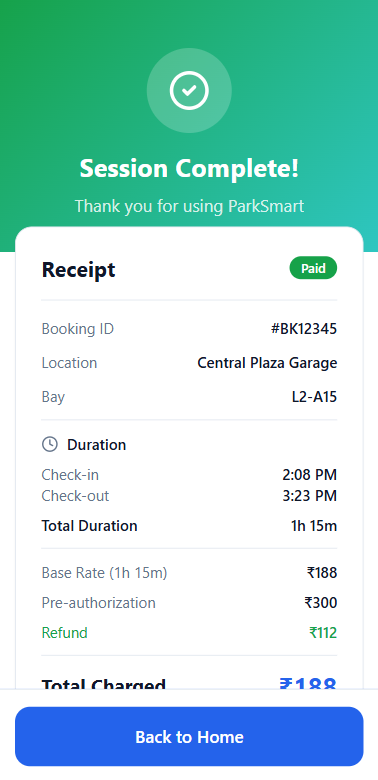 Session Complete!
Thank you for using ParkSmart
Receipt Paid
Booking ID #BK12345
Location Central Plaza Garage
Bay L2-A15
Duration
Check-in 2:08 PM
Check-out 3:23 PM
Total Duration 1h 15m
Base Rate (1h 15m) ₹188
Pre-authorization ₹300
Refund ₹112
Total Charged ₹188
Back to Home